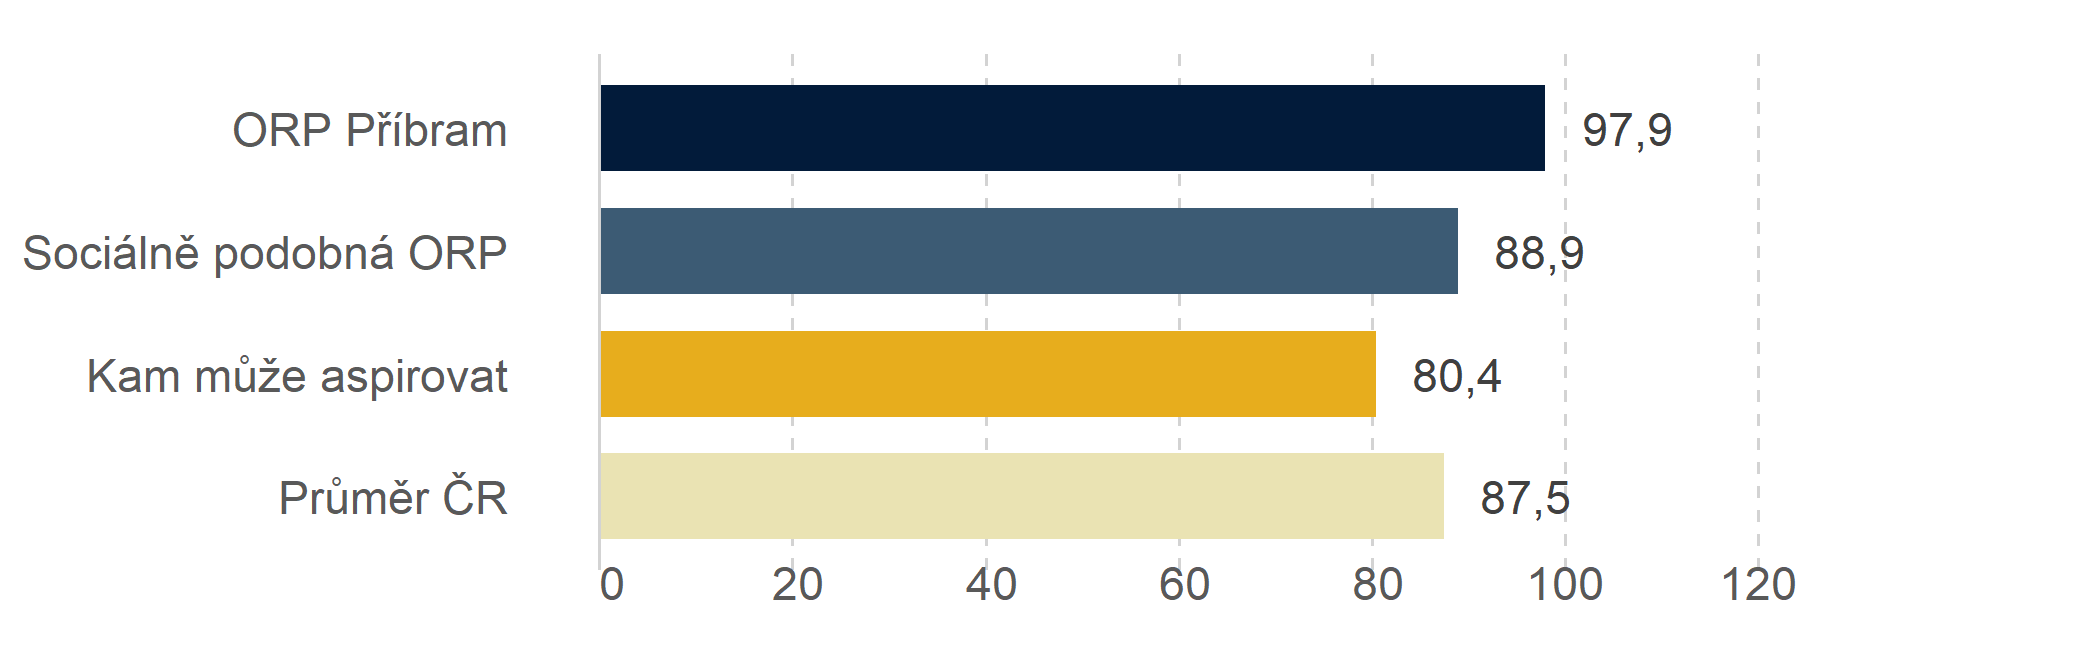 ORP Příbram 97,9
Sociálně podobná ORP 88,9
Kam může aspirovat 80,4
Průměr ČR 87,5
0 20 40 60 80 100 120